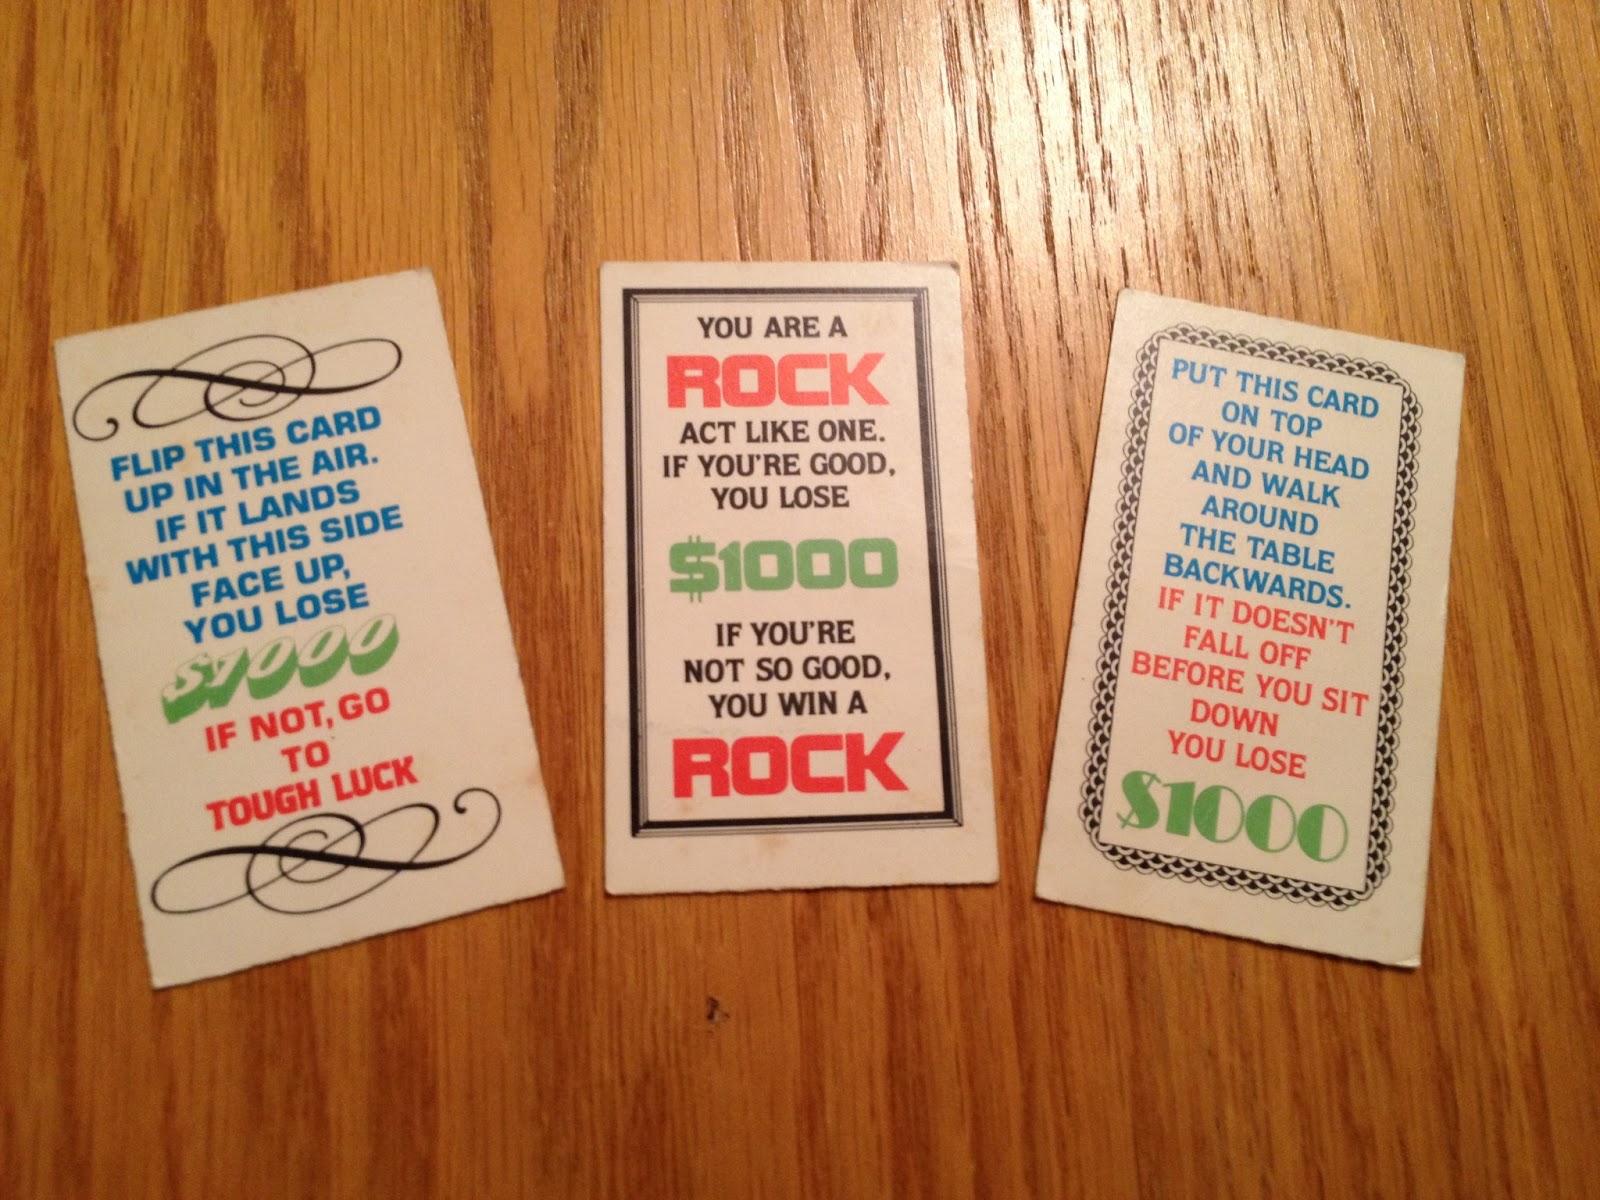 FLIP THIS CARD
UP IN THE AIR.
IF IT LANDS
WITH THIS SIDE
FACE UP,
YOU LOSE
$1000
IF NOT, GO
TO
TOUGH LUCK
YOU ARE A
ROCK
ACT LIKE ONE.
IF YOU'RE GOOD,
YOU LOSE
$1000
IF YOU'RE
NOT SO GOOD,
YOU WIN A
ROCK
PUT THIS CARD
ON TOP
OF YOUR HEAD
AND WALK
AROUND
THE TABLE
BACKWARDS.
IF IT DOESN'T
FALL OFF
BEFORE YOU SIT
DOWN
YOU LOSE
$1000